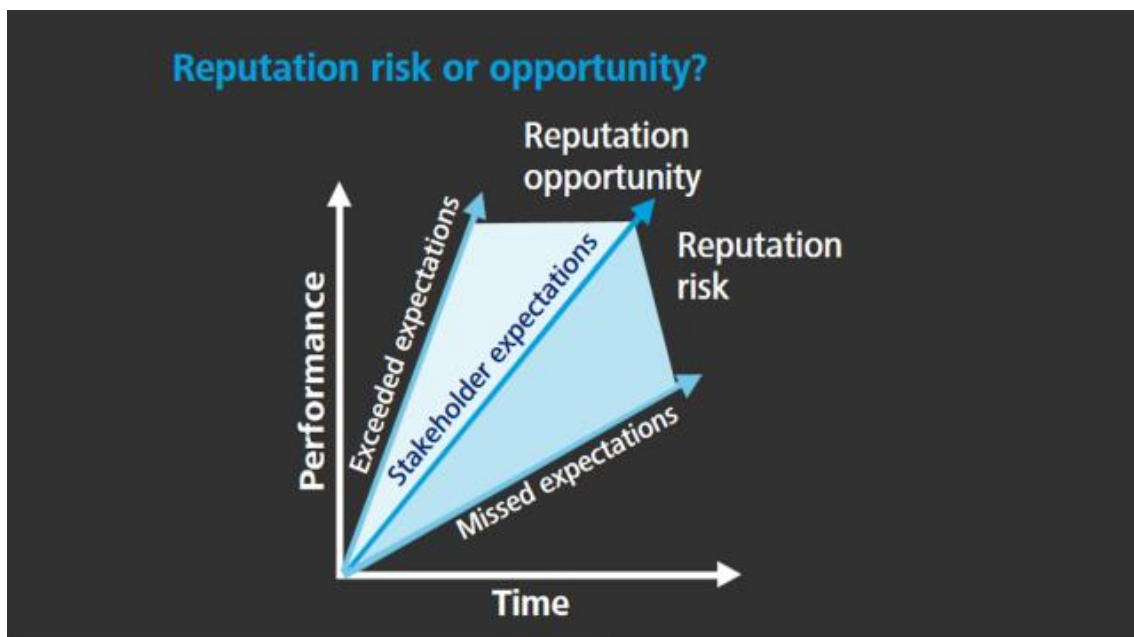 Reputation risk or opportunity?
Reputation
opportunity
Reputation
risk
Exceeded expectations
Stakeholder expectations
Missed expectations
Performance
Time